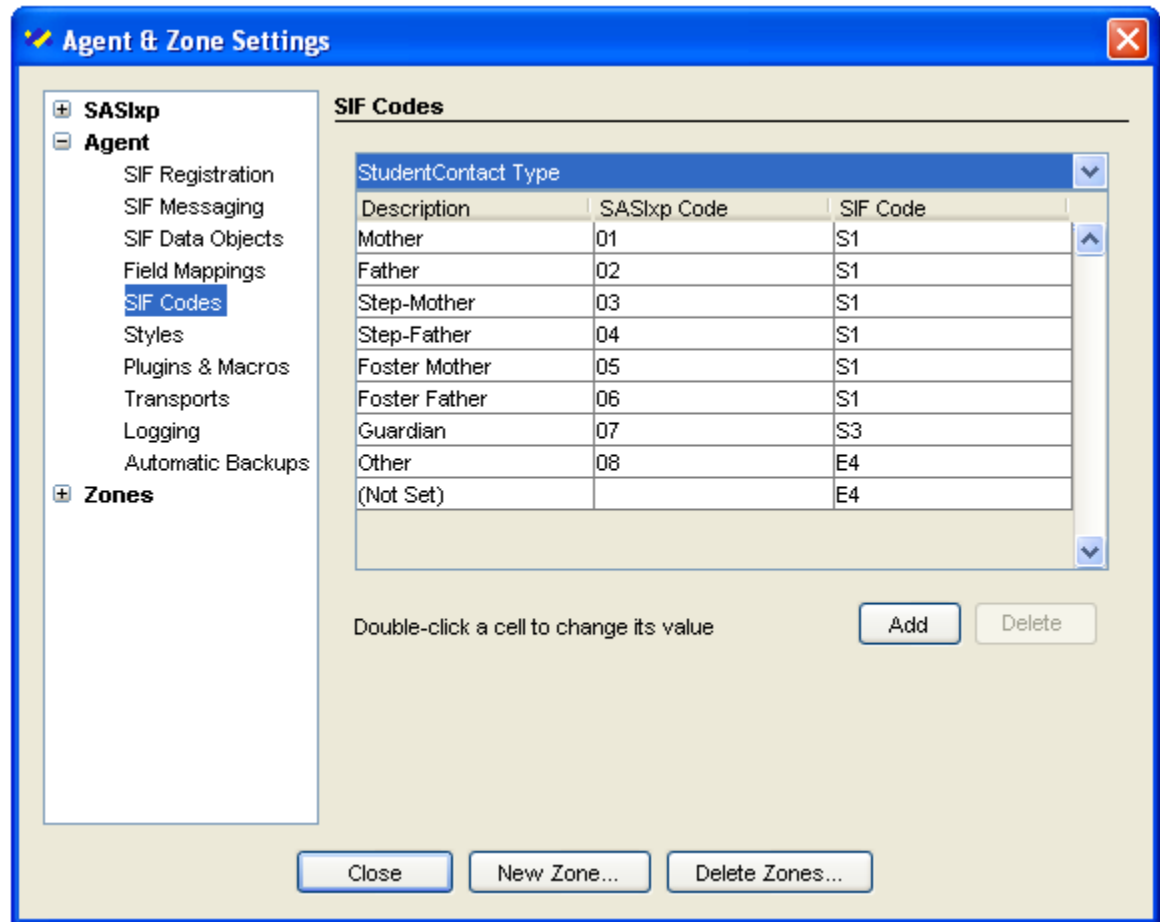 Agent & Zone Settings
SASIxp
Agent
SIF Registration
SIF Messaging
SIF Data Objects
Field Mappings
SIF Codes
Styles
Plugins & Macros
Transports
Logging
Automatic Backups
Zones
SIF Codes
StudentContact Type
Description SASIxp Code SIF Code
Mother 01 S1
Father 02 S1
Step-Mother 03 S1
Step-Father 04 S1
Foster Mother 05 S1
Foster Father 06 S1
Guardian 07 S3
Other 08 E4
(Not Set) E4
Double-click a cell to change its value
Add Delete
Close New Zone... Delete Zones...